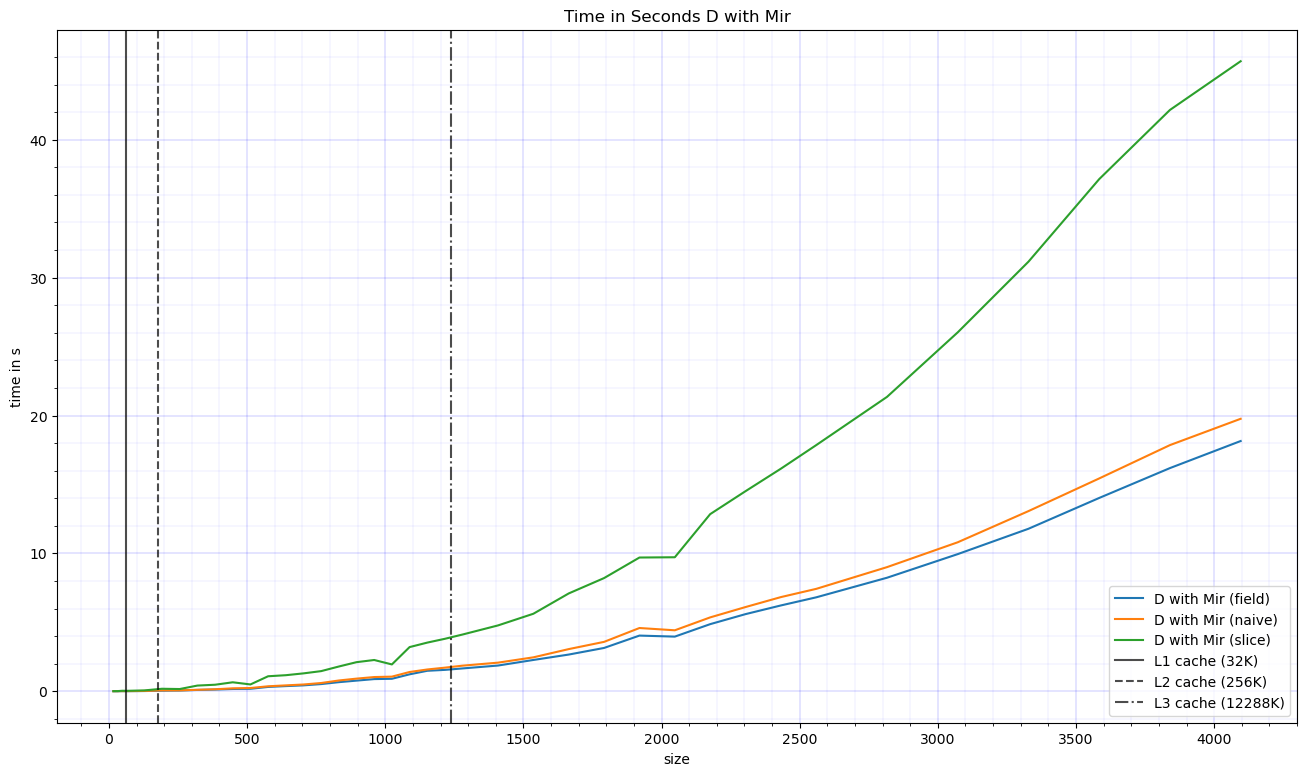 Time in Seconds D with Mir
time in s
40
30
20
10
0
0 500 1000 1500 2000 2500 3000 3500 4000
size
D with Mir (field)
D with Mir (naive)
D with Mir (slice)
L1 cache (32K)
L2 cache (256K)
L3 cache (12288K)